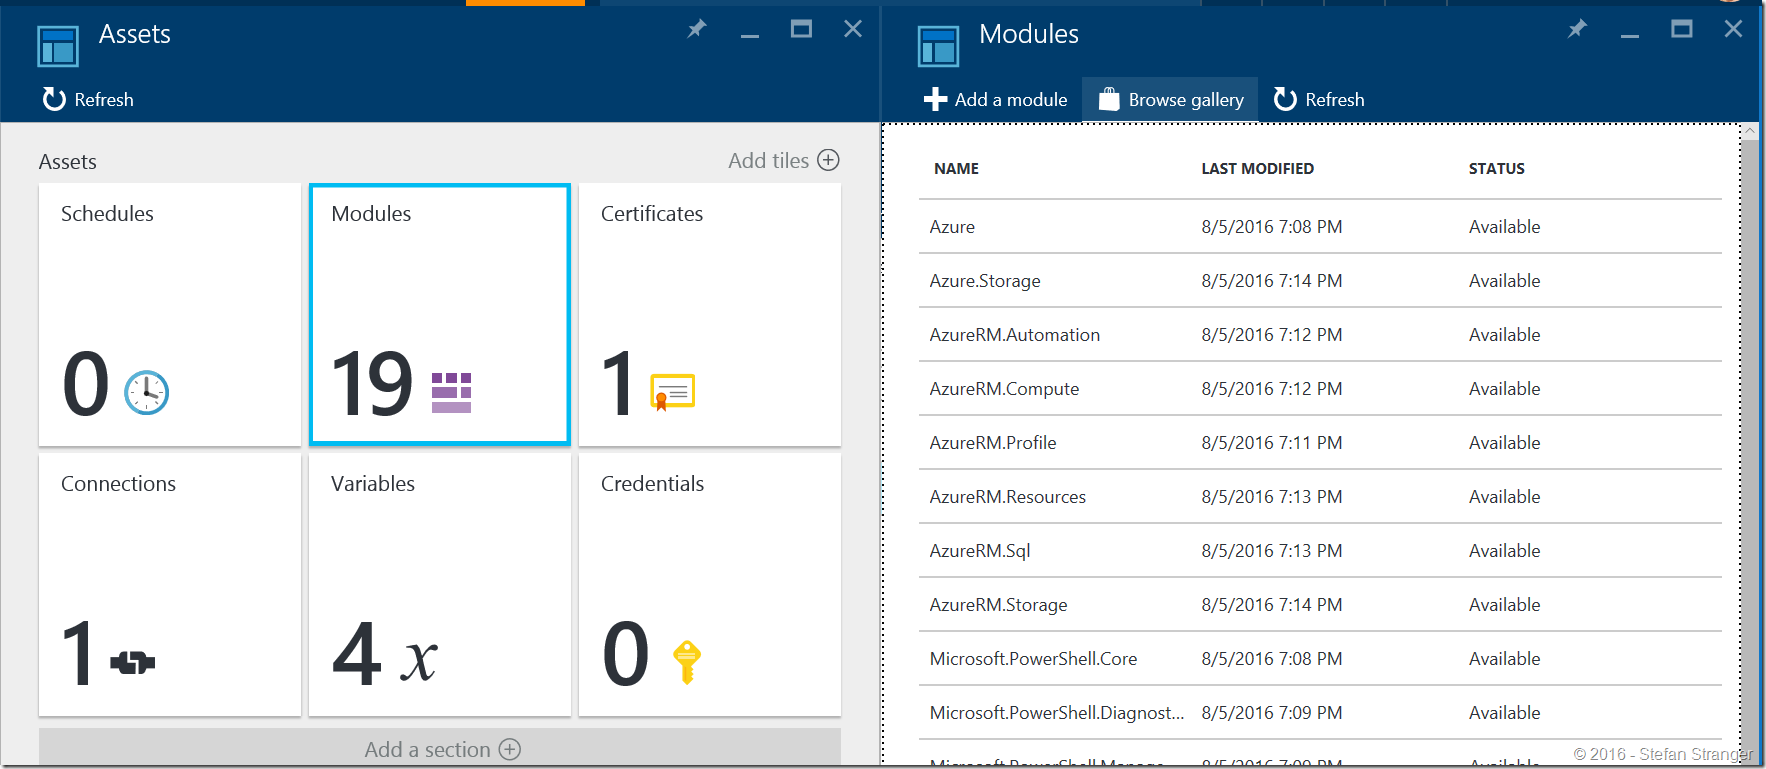 Assets
Refresh
Assets
Add tiles
Schedules
0
Modules
19
Certificates
1
Connections
1
Variables
4 x
Credentials
0
Add a section
Modules
Add a module Browse gallery Refresh
NAME LAST MODIFIED STATUS
Azure 8/5/2016 7:08 PM Available
Azure.Storage 8/5/2016 7:14 PM Available
AzureRM.Automation 8/5/2016 7:12 PM Available
AzureRM.Compute 8/5/2016 7:12 PM Available
AzureRM.Profile 8/5/2016 7:11 PM Available
AzureRM.Resources 8/5/2016 7:13 PM Available
AzureRM.Sql 8/5/2016 7:13 PM Available
AzureRM.Storage 8/5/2016 7:14 PM Available
Microsoft.PowerShell.Core 8/5/2016 7:08 PM Available
Microsoft.PowerShell.Diagnost... 8/5/2016 7:09 PM Available
© 2016 - Stefan Stranger